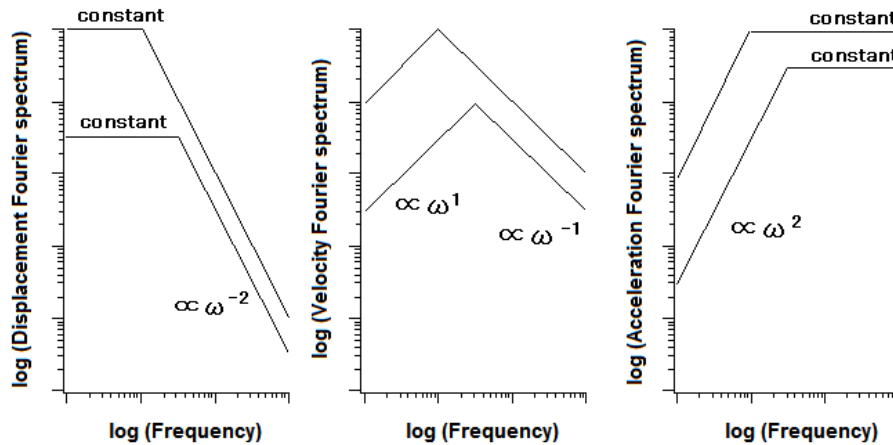 log (Displacement Fourier spectrum)
constant
constant
∝ ω⁻²
log (Frequency)
log (Velocity Fourier spectrum)
∝ ω¹
∝ ω⁻¹
log (Frequency)
log (Acceleration Fourier spectrum)
constant
constant
∝ ω²
log (Frequency)